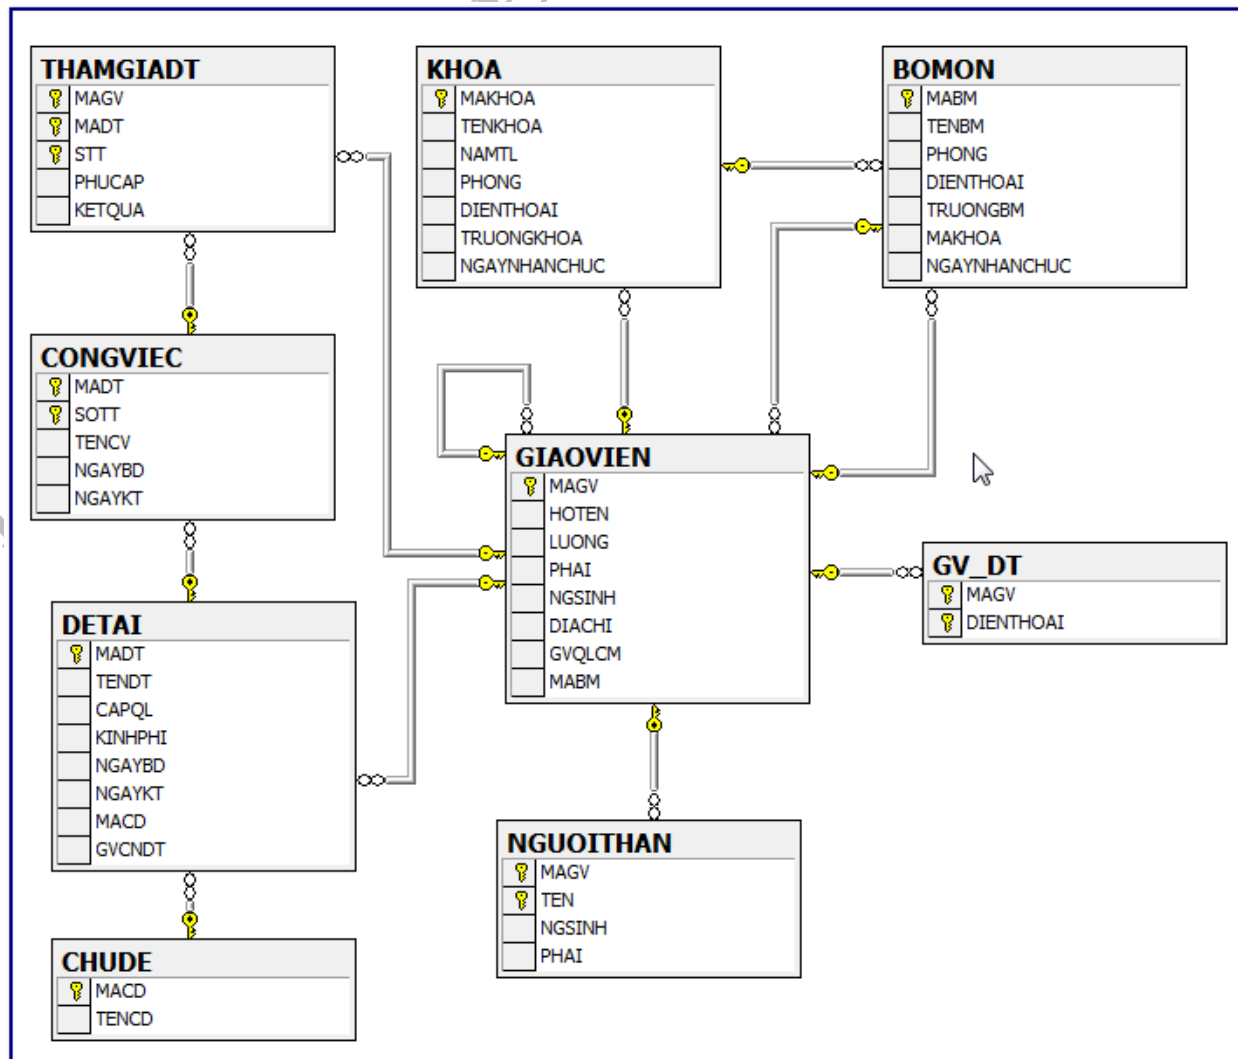 THAMGIADT
MAGV
MADT
STT
PHUCAP
KETQUA
KHOA
MAKHOA
TENKHOA
NAMTL
PHONG
DIENTHOAI
TRUONGKHOA
NGAYNHANCHUC
BOMON
MABM
TENBM
PHONG
DIENTHOAI
TRUONGBM
MAKHOA
NGAYNHANCHUC
CONGVIEC
MADT
SOTT
TENCV
NGAYBD
NGAYKT
GIAOVIEN
MAGV
HOTEN
LUONG
PHAI
NGSINH
DIACHI
GVQLCM
MABM
GV_DT
MAGV
DIENTHOAI
DETAI
MADT
TENDT
CAPQL
KINHPHI
NGAYBD
NGAYKT
MACD
GVCNDT
NGUOITHAN
MAGV
TEN
NGSINH
PHAI
CHUDE
MACD
TENCD